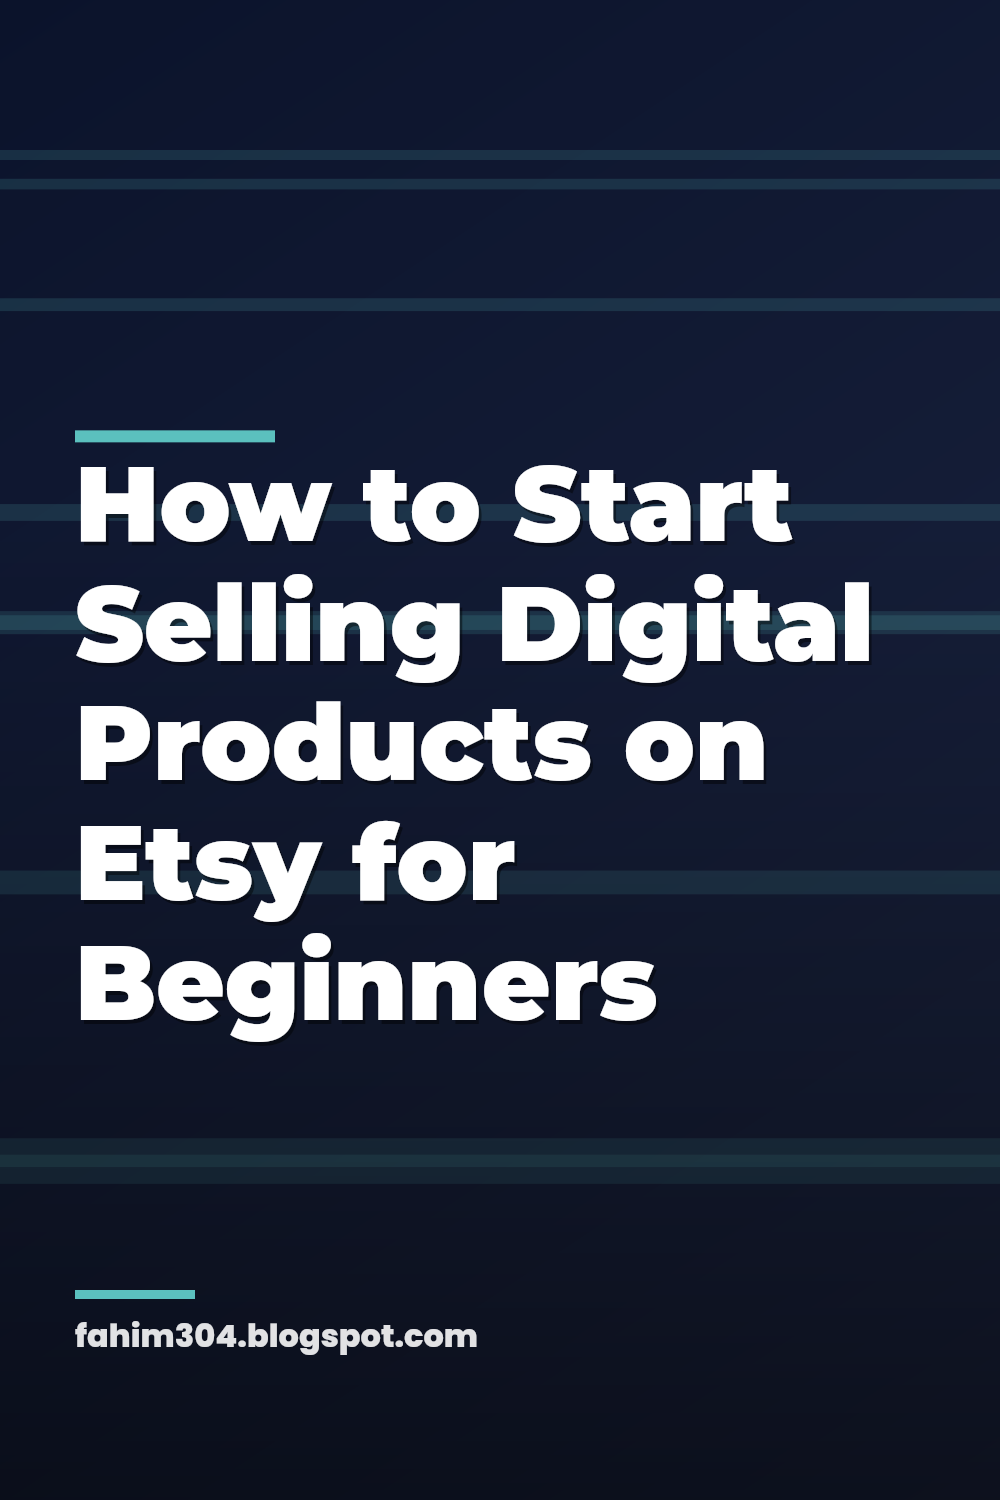 How to Start
Selling Digital
Products on
Etsy for
Beginners
fahim304.blogspot.com